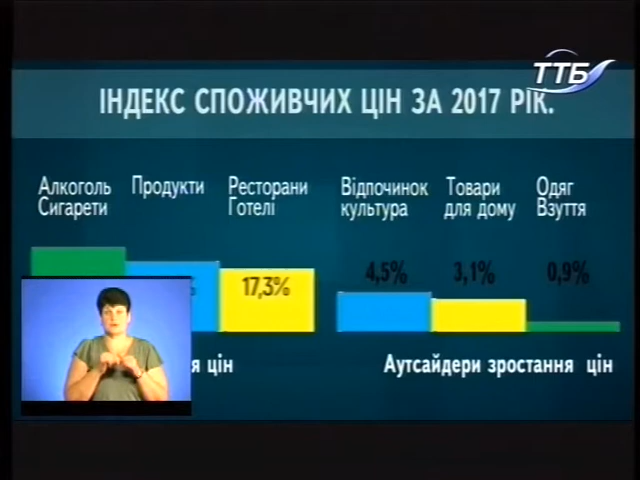 ТТБ
ІНДЕКС СПОЖИВЧИХ ЦІН ЗА 2017 РІК.
Алкоголь
Сигарети
Продукти
Ресторани
Готелі
Відпочинок
культура
Товари
для дому
Одяг
Взуття
17,3%
4,5%
3,1%
0,9%
цін
Аутсайдери зростання цін